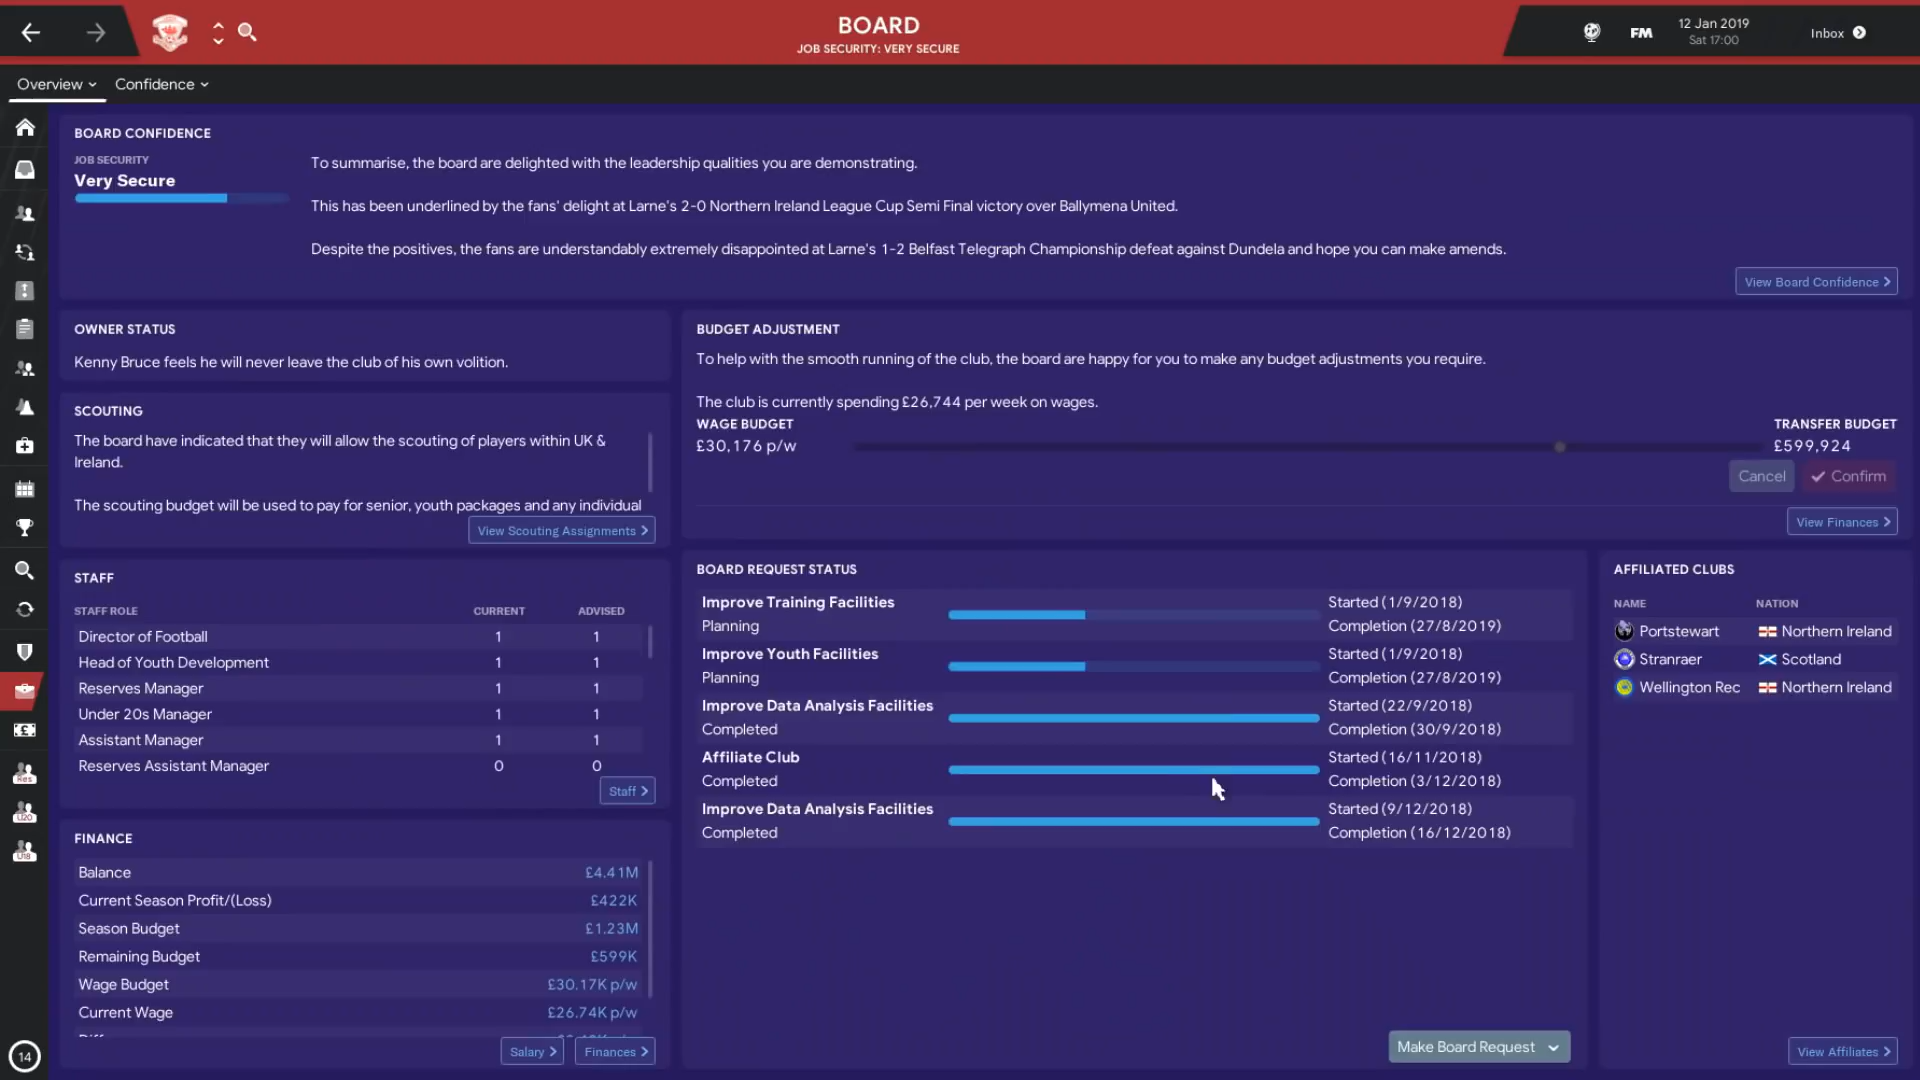 BOARD
JOB SECURITY: VERY SECURE
FM
12 Jan 2019
Sat 17:00
Inbox
Overview
Confidence
BOARD CONFIDENCE
JOB SECURITY
Very Secure
To summarise, the board are delighted with the leadership qualities you are demonstrating.
This has been underlined by the fans' delight at Larne's 2-0 Northern Ireland League Cup Semi Final victory over Ballymena United.
Despite the positives, the fans are understandably extremely disappointed at Larne's 1-2 Belfast Telegraph Championship defeat against Dundela and hope you can make amends.
View Board Confidence
OWNER STATUS
Kenny Bruce feels he will never leave the club of his own volition.
SCOUTING
The board have indicated that they will allow the scouting of players within UK &
Ireland.
The scouting budget will be used to pay for senior, youth packages and any individual
View Scouting Assignments
STAFF
STAFF ROLE CURRENT ADVISED
Director of Football 1 1
Head of Youth Development 1 1
Reserves Manager 1 1
Under 20s Manager 1 1
Assistant Manager 1 1
Reserves Assistant Manager 0 0
Staff
FINANCE
Balance £4.41M
Current Season Profit/(Loss) £422K
Season Budget £1.23M
Remaining Budget £599K
Wage Budget £30.17K p/w
Current Wage £26.74K p/w
Salary
Finances
BUDGET ADJUSTMENT
To help with the smooth running of the club, the board are happy for you to make any budget adjustments you require.
The club is currently spending £26,744 per week on wages.
WAGE BUDGET
£30,176 p/w
TRANSFER BUDGET
£599,924
Cancel
Confirm
View Finances
BOARD REQUEST STATUS
Improve Training Facilities Started (1/9/2018)
Planning Completion (27/8/2019)
Improve Youth Facilities Started (1/9/2018)
Planning Completion (27/8/2019)
Improve Data Analysis Facilities Started (22/9/2018)
Completed Completion (30/9/2018)
Affiliate Club Started (16/11/2018)
Completed Completion (3/12/2018)
Improve Data Analysis Facilities Started (9/12/2018)
Completed Completion (16/12/2018)
Make Board Request
AFFILIATED CLUBS
NAME NATION
Portstewart Northern Ireland
Stranraer Scotland
Wellington Rec Northern Ireland
View Affiliates
Res
U20
U18
14